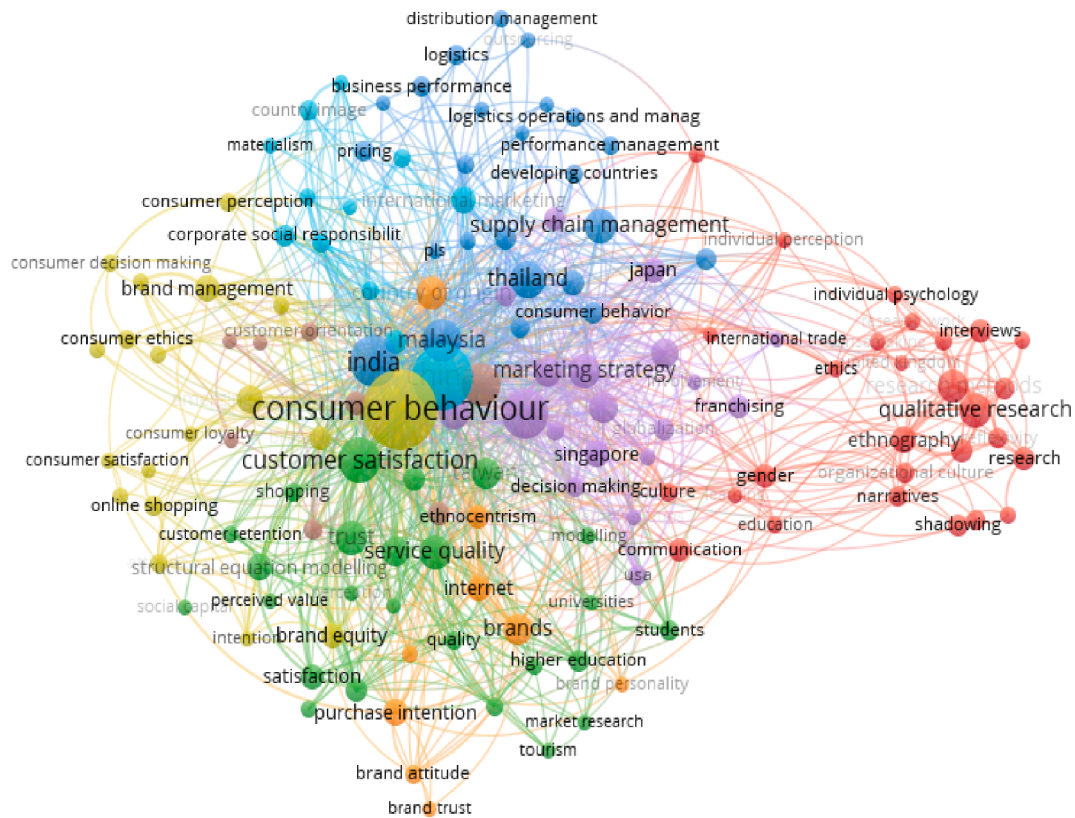 distribution management
outsourcing
logistics
business performance
country image
logistics operations and manag
materialism
pricing
performance management
developing countries
consumer perception
international marketing
supply chain management
corporate social responsibilit
individual perception
pls
consumer decision making
japan
thailand
brand management
country of orig
individual psychology
consumer behavior
customer orientation
interviews
consumer ethics
malaysia
international trade
india
united kingdom
ethics
marketing strategy
research methods
consumer behaviour
franchising
qualitative research
globalization
consumer loyalty
ethnography
singapore
research
consumer satisfaction
customer satisfaction
organizational culture
gender
decision making
shopping
culture
narratives
online shopping
ethnocentrism
education
shadowing
customer retention
trust
modelling
service quality
communication
structural equation modelling
usa
internet
perceived value
universities
social capital
intention
brand equity
quality
brands
students
higher education
satisfaction
brand personality
purchase intention
market research
tourism
brand attitude
brand trust